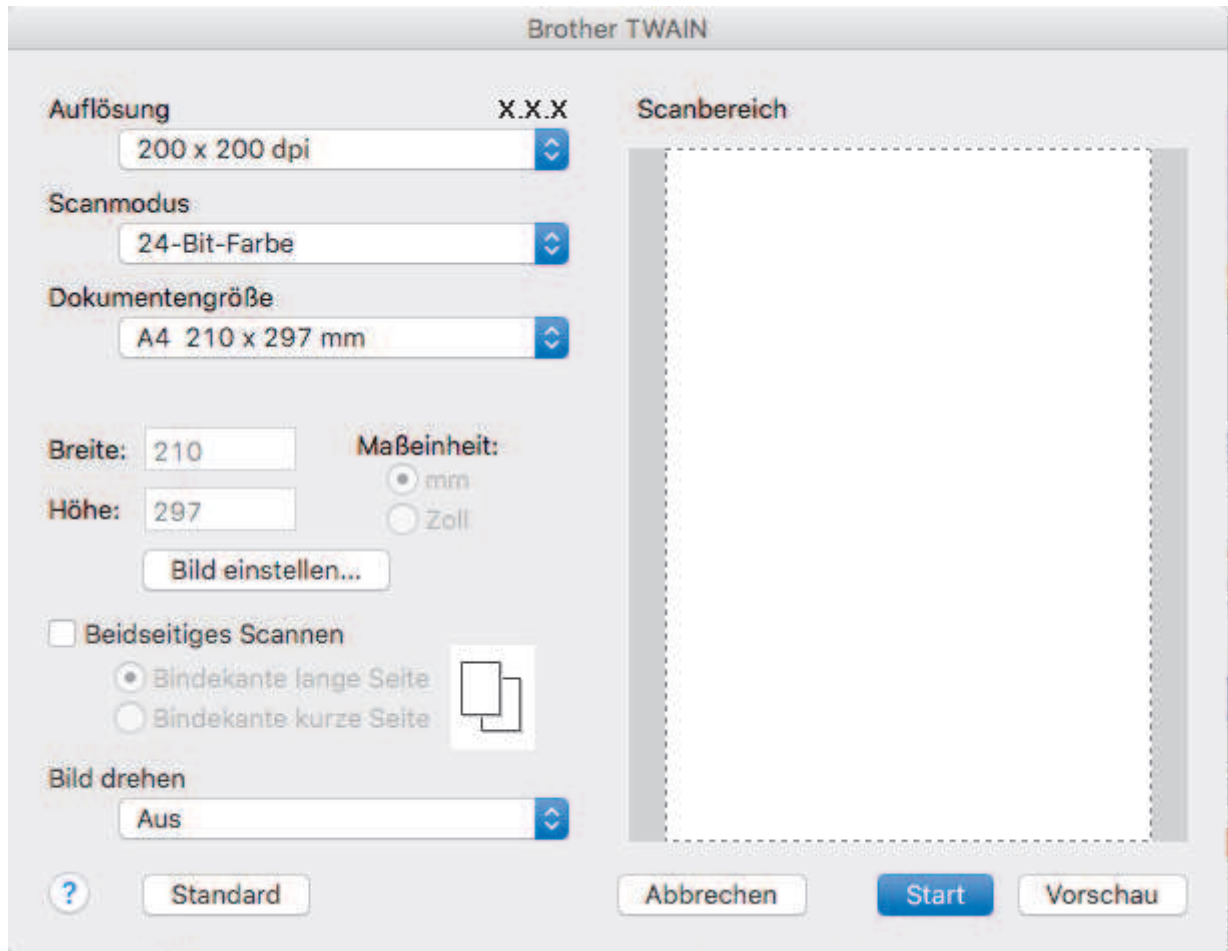 Brother TWAIN
Auflösung X.X.X
200 x 200 dpi
Scanmodus
24-Bit-Farbe
Dokumentengröße
A4 210 x 297 mm
Breite: 210
Höhe: 297
Maßeinheit:
mm
Zoll
Bild einstellen...
Beidseitiges Scannen
Bindekante lange Seite
Bindekante kurze Seite
Bild drehen
Aus
? Standard
Scanbereich
Abbrechen Start Vorschau